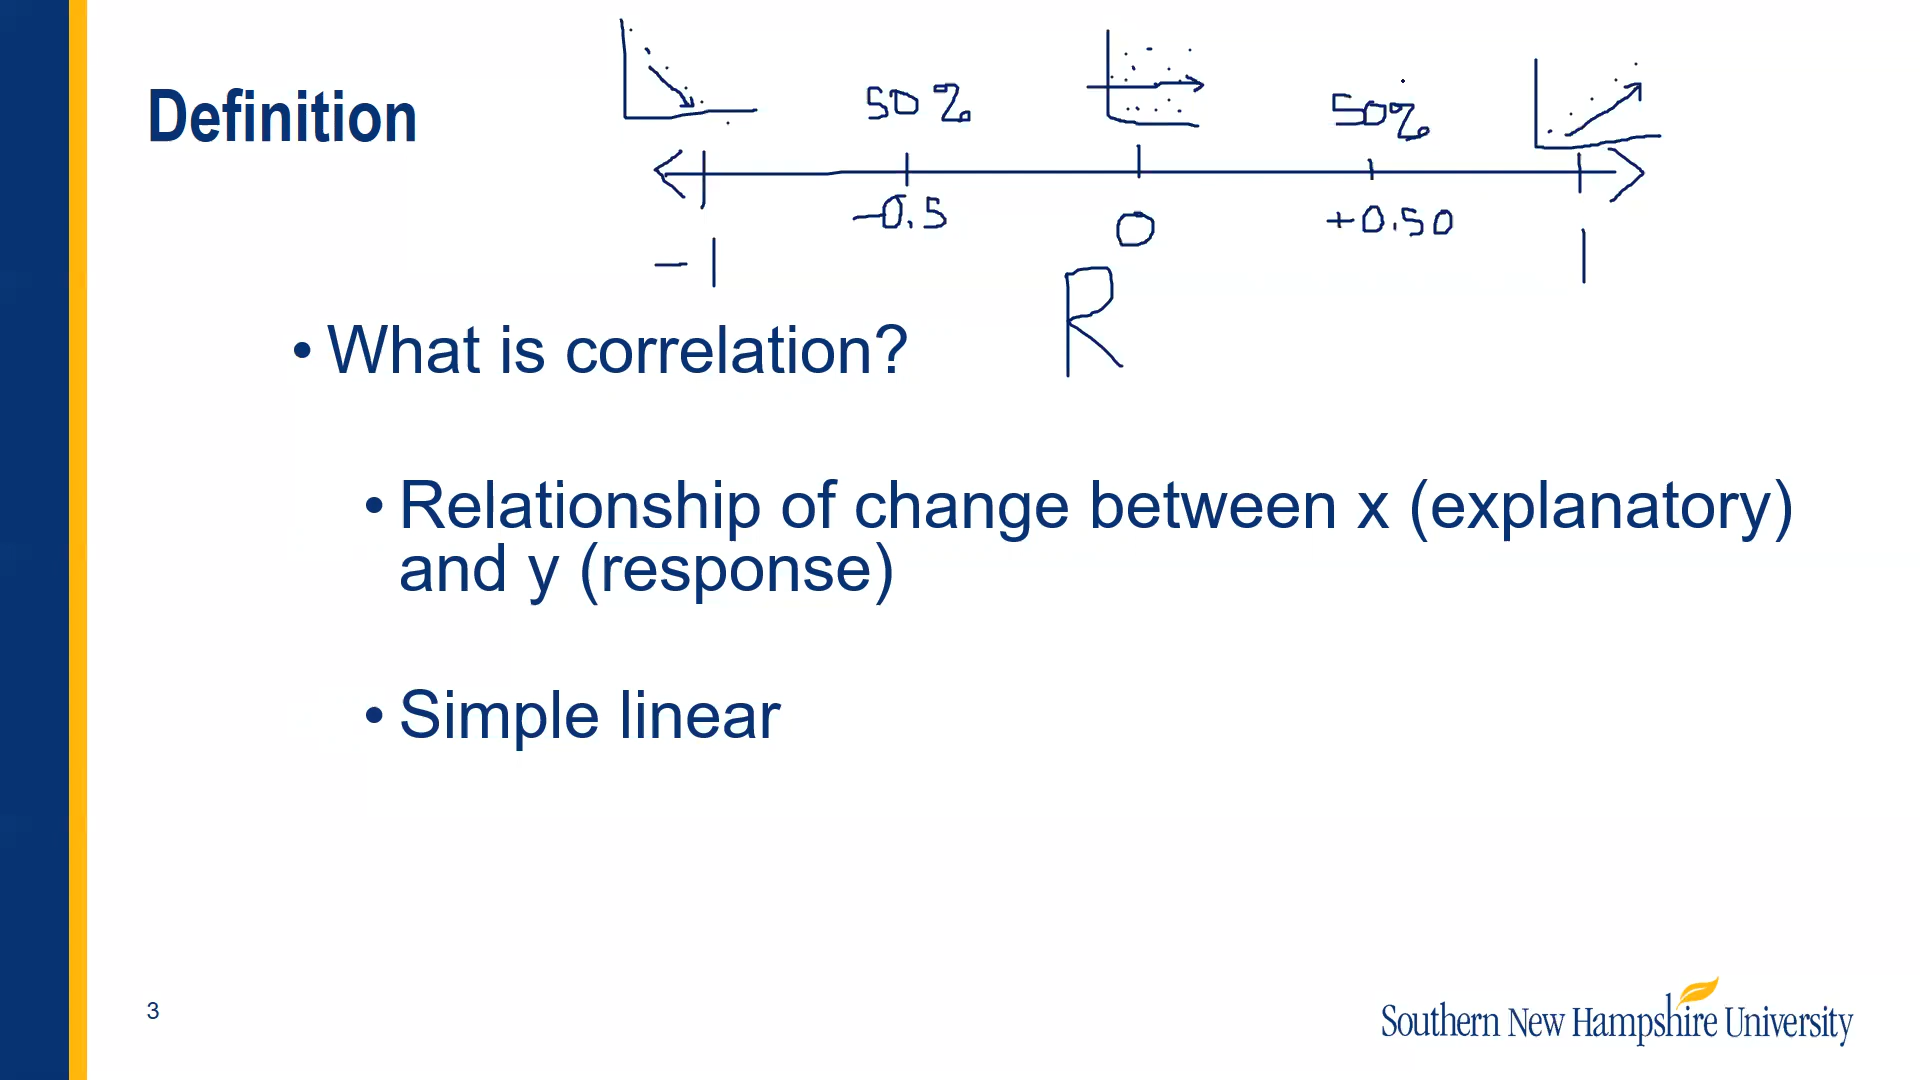 Definition
50% 50%
-0.5 0 +0.50
-1 1
R
• What is correlation?
• Relationship of change between x (explanatory)
and y (response)
• Simple linear
3
Southern New Hampshire University